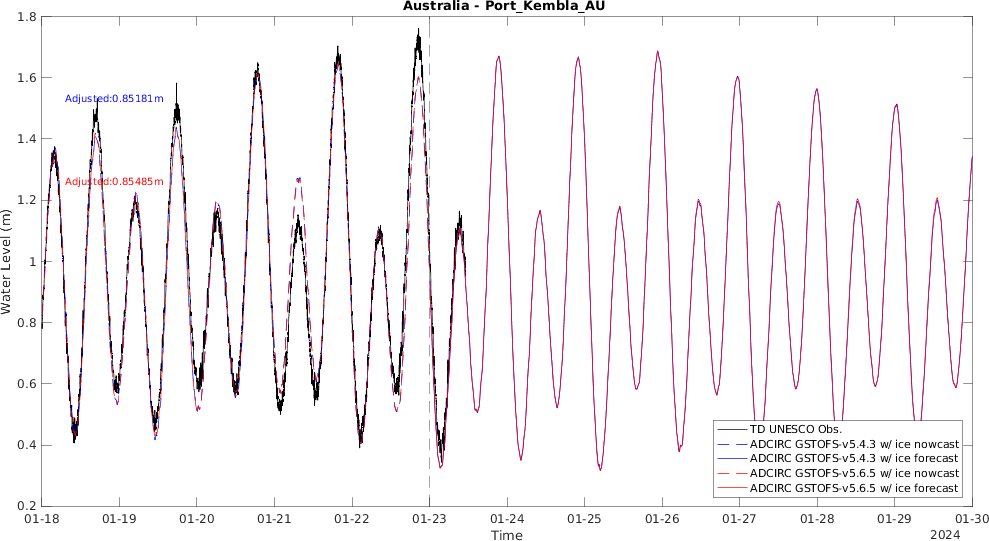 Australia - Port_Kembla_AU
1.8
1.6
1.4
1.2
1
0.8
0.6
0.4
0.2
Water Level (m)
Adjusted:0.85181m
Adjusted:0.85485m
TD UNESCO Obs.
ADCIRC GSTOFS-v5.4.3 w/ ice nowcast
ADCIRC GSTOFS-v5.4.3 w/ ice forecast
ADCIRC GSTOFS-v5.6.5 w/ ice nowcast
ADCIRC GSTOFS-v5.6.5 w/ ice forecast
01-18 01-19 01-20 01-21 01-22 01-23 01-24 01-25 01-26 01-27 01-28 01-29 01-30
Time
2024